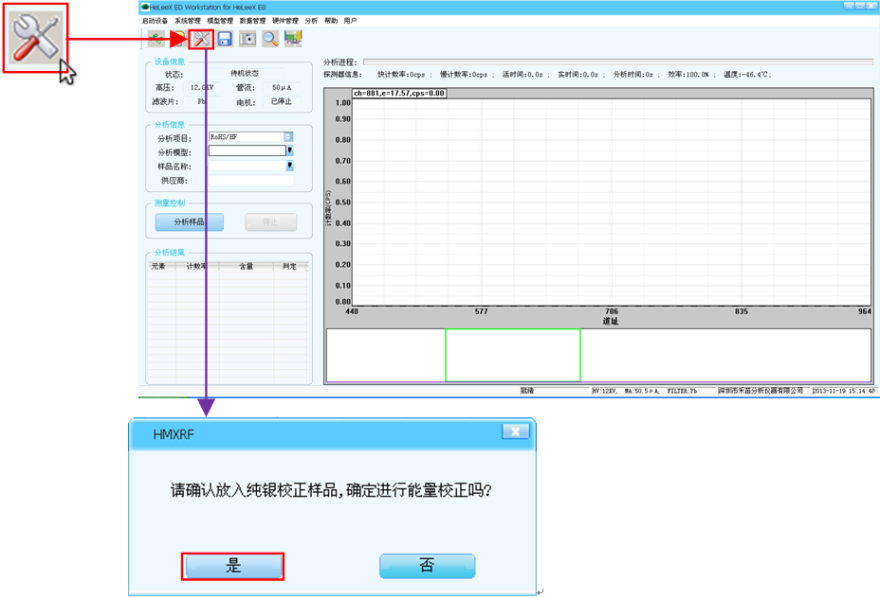 HeLeeX ED Workstation for HeLeeX E8
启动设备 系统管理 模型管理 数据管理 硬件管理 分析 帮助 用户
设备信息
状态: 待机状态
高压: 12.0KV 管流: 50μA
滤波片: Pb 电机: 已停止
分析信息
分析项目: RoHS/HF
分析模型:
样品名称:
供应商:
测量控制
分析样品 停止
分析结果
元素 计数率 含量 判定
分析进程:
探测器信息: 快计数率:0cps ; 慢计数率:0cps ; 活时间:0.0s ; 实时间:0.0s ; 分析时间:0s ; 效率:100.0% ; 温度:-46.4℃;
ch=881,e=17.57,cps=0.00
1.00
0.90
0.80
0.70
0.60
0.50
0.40
0.30
0.20
0.10
0.00
计数率(CPS)
448 577 706 835 964
道址
就绪 HV:12KV, MA:50.5μA, FILTER:Pb 深圳市禾苗分析仪器有限公司 2013-11-19 15:14:48
HMXRF
请确认放入纯银校正样品,确定进行能量校正吗?
是 否